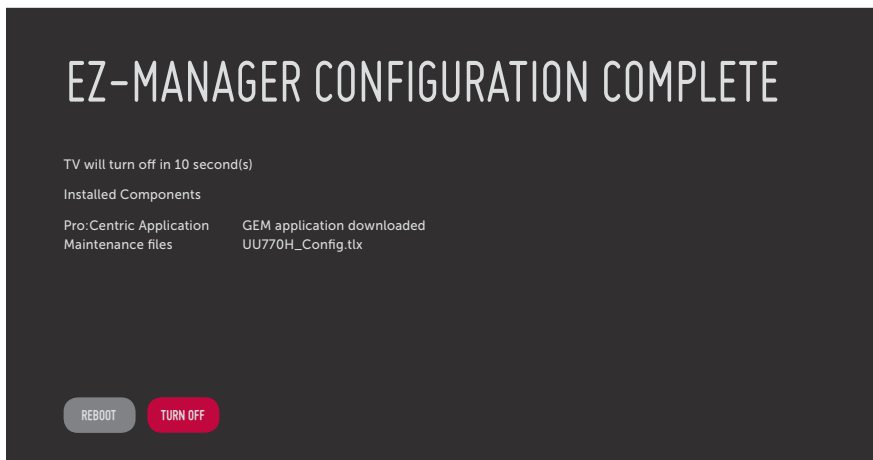 EZ-MANAGER CONFIGURATION COMPLETE
TV will turn off in 10 second(s)
Installed Components
Pro:Centric Application GEM application downloaded
Maintenance files UU770H_Config.tlx
REBOOT TURN OFF